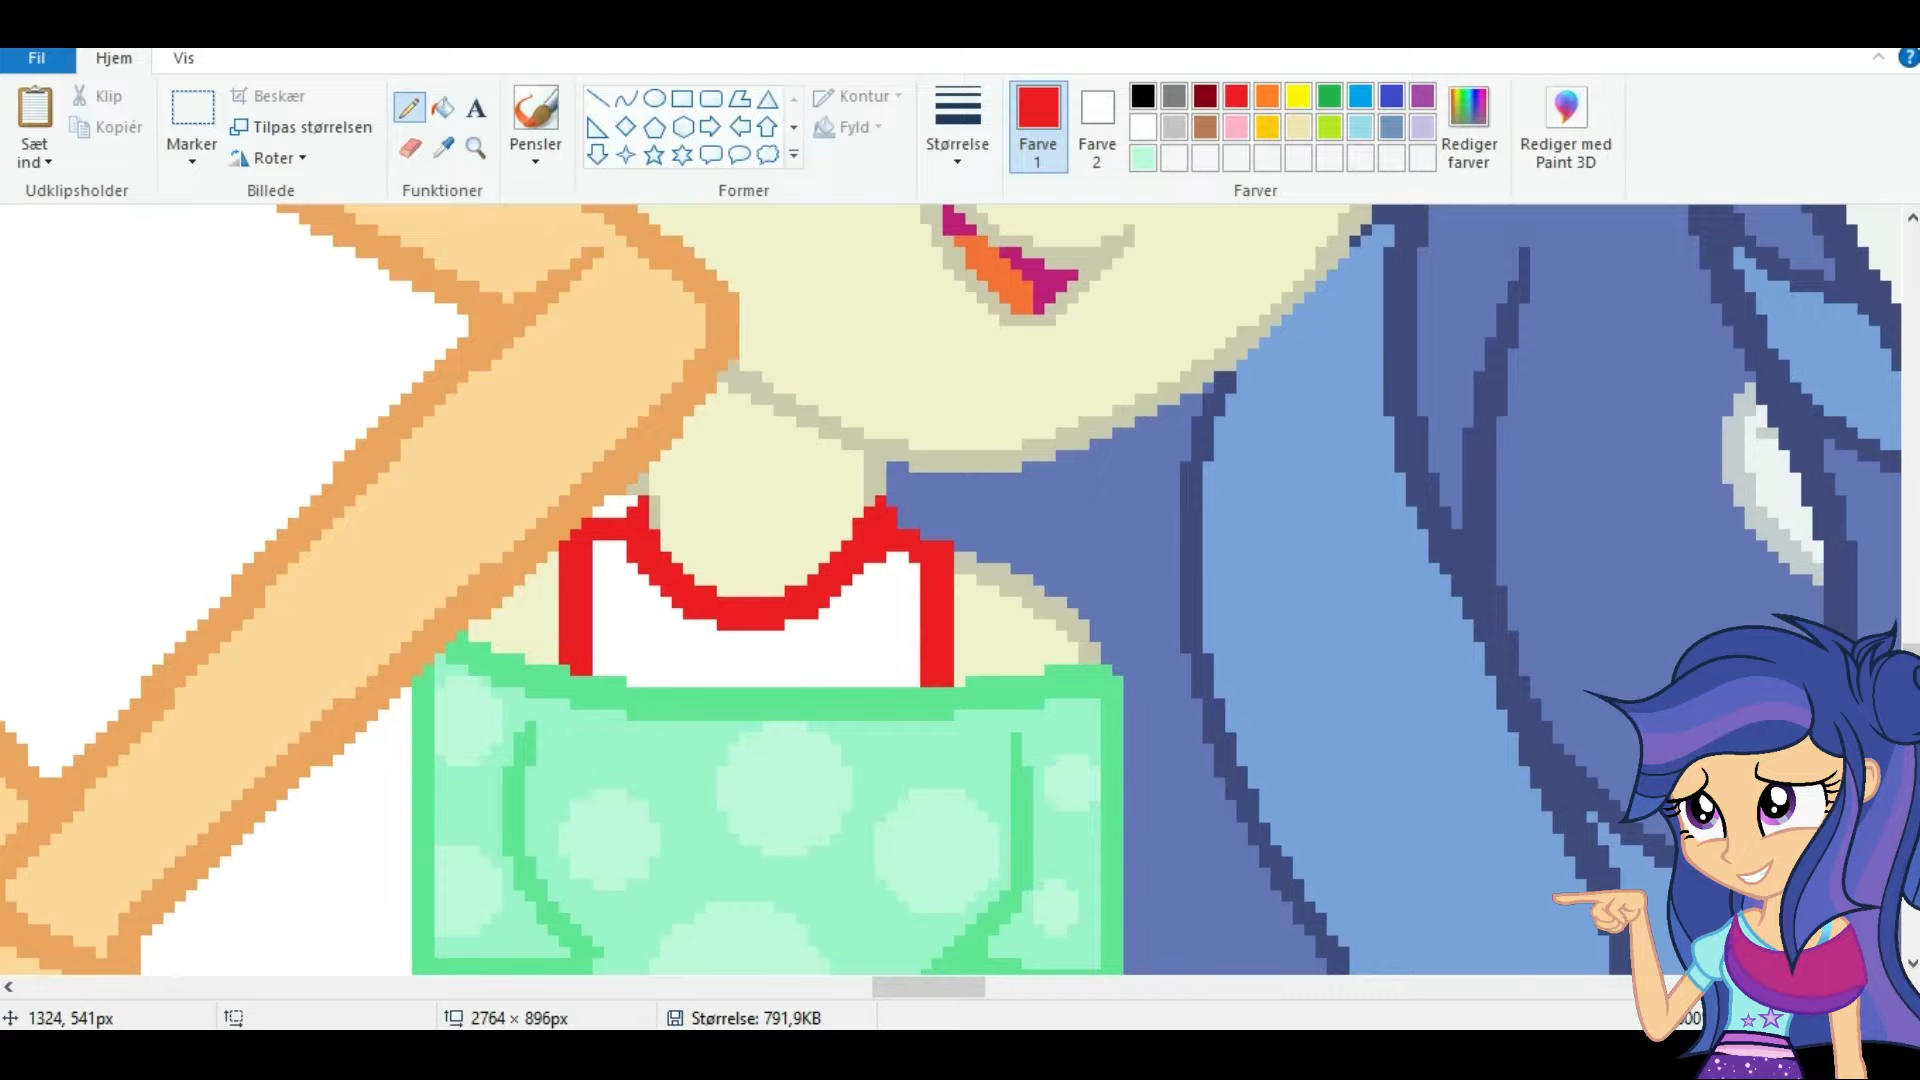 Fil Hjem Vis
Sæt ind
Klip
Kopiér
Udklipsholder
Marker
Beskær
Tilpas størrelsen
Roter
Billede
A
Funktioner
Pensler
Kontur
Fyld
Former
Størrelse
Farve 1
Farve 2
Rediger farver
Farver
Rediger med Paint 3D
?
1324, 541px
2764 × 896px
Størrelse: 791,9KB